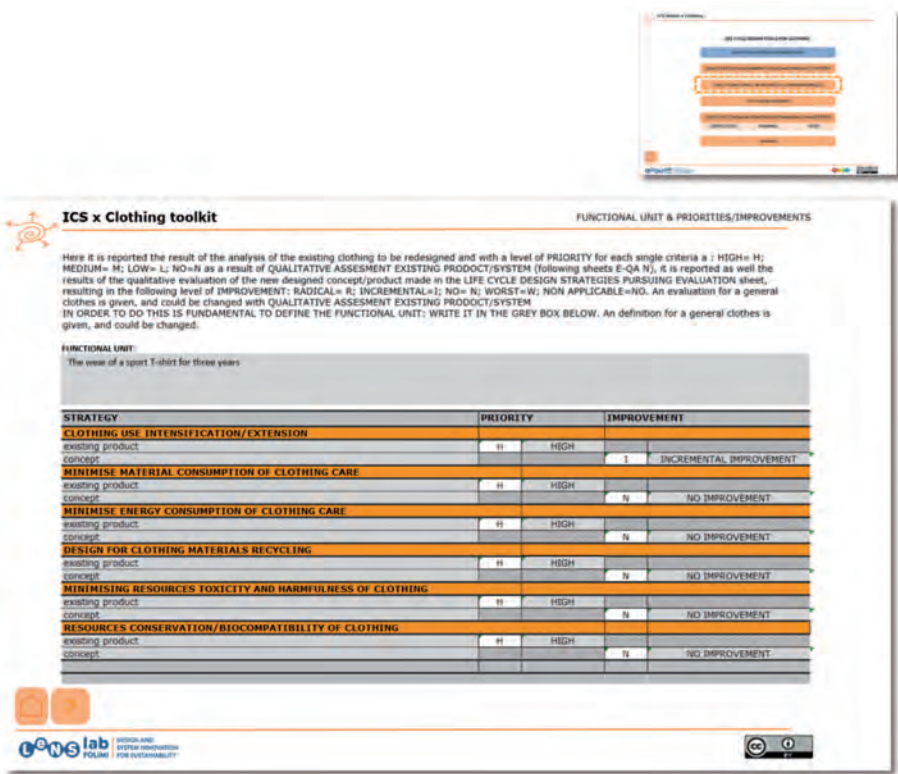 LIFE CYCLE DESIGN TOOLS FOR CLOTHING
ICS x Clothing toolkit
FUNCTIONAL UNIT & PRIORITIES/IMPROVEMENTS
Here it is reported the result of the analysis of the existing clothing to be redesigned and with a level of PRIORITY for each single criteria a : HIGH= H;
MEDIUM= M; LOW= L; NO=N as a result of QUALITATIVE ASSESMENT EXISTING PRODOCT/SYSTEM (following sheets E-QA N), it is reported as well the
results of the qualitative evaluation of the new designed concept/product made in the LIFE CYCLE DESIGN STRATEGIES PURSUING EVALUATION sheet,
resulting in the following level of IMPROVEMENT: RADICAL= R; INCREMENTAL=I; NO= N; WORST=W; NON APPLICABLE=NO. An evaluation for a general
clothes is given, and could be changed with QUALITATIVE ASSESMENT EXISTING PRODOCT/SYSTEM
IN ORDER TO DO THIS IS FUNDAMENTAL TO DEFINE THE FUNCTIONAL UNIT: WRITE IT IN THE GREY BOX BELOW. An definition for a general clothes is
given, and could be changed.
FUNCTIONAL UNIT:
The wear of a sport T-shirt for three years
STRATEGY PRIORITY IMPROVEMENT
CLOTHING USE INTENSIFICATION/EXTENSION
existing product H HIGH
concept I INCREMENTAL IMPROVEMENT
MINIMISE MATERIAL CONSUMPTION OF CLOTHING CARE
existing product H HIGH
concept N NO IMPROVEMENT
MINIMISE ENERGY CONSUMPTION OF CLOTHING CARE
existing product H HIGH
concept N NO IMPROVEMENT
DESIGN FOR CLOTHING MATERIALS RECYCLING
existing product H HIGH
concept N NO IMPROVEMENT
MINIMISING RESOURCES TOXICITY AND HARMFULNESS OF CLOTHING
existing product H HIGH
concept N NO IMPROVEMENT
RESOURCES CONSERVATION/BIOCOMPATIBILITY OF CLOTHING
existing product H HIGH
concept N NO IMPROVEMENT
?
LeNS lab
POLIMI
DESIGN AND
SYSTEM INNOVATION
FOR SUSTAINABILITY
cc
BY